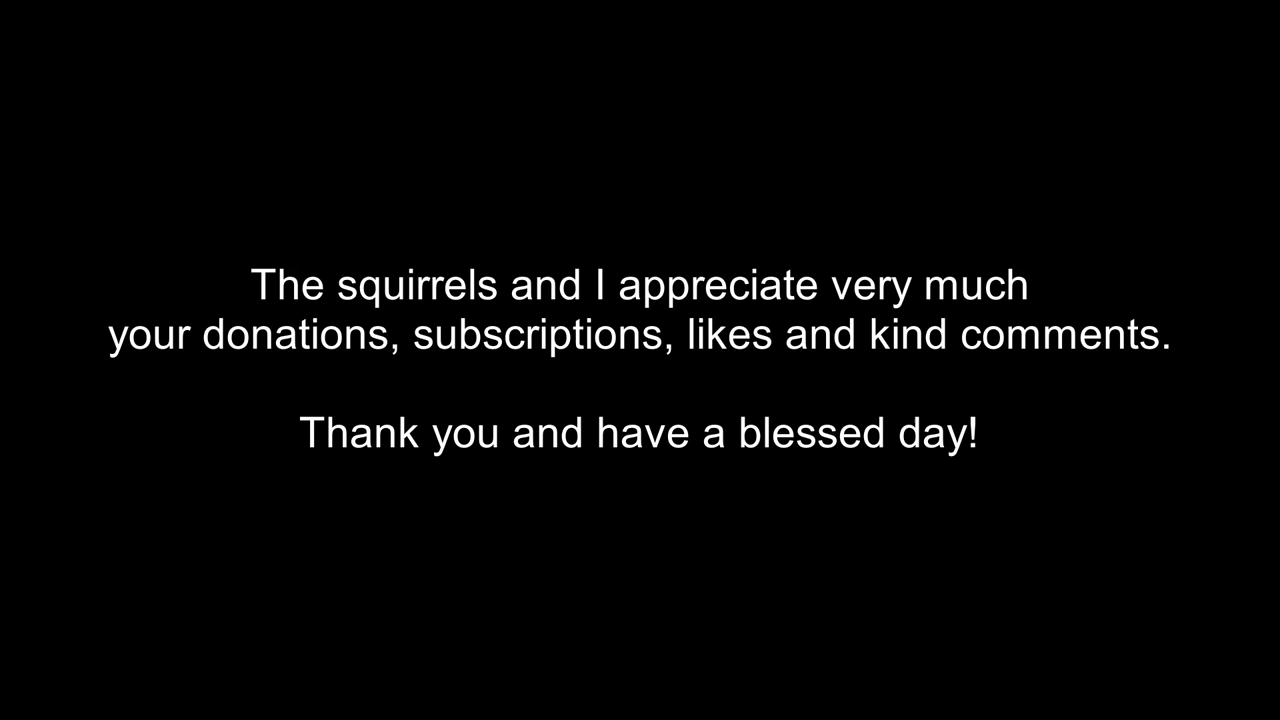 The squirrels and I appreciate very much
your donations, subscriptions, likes and kind comments.
Thank you and have a blessed day!